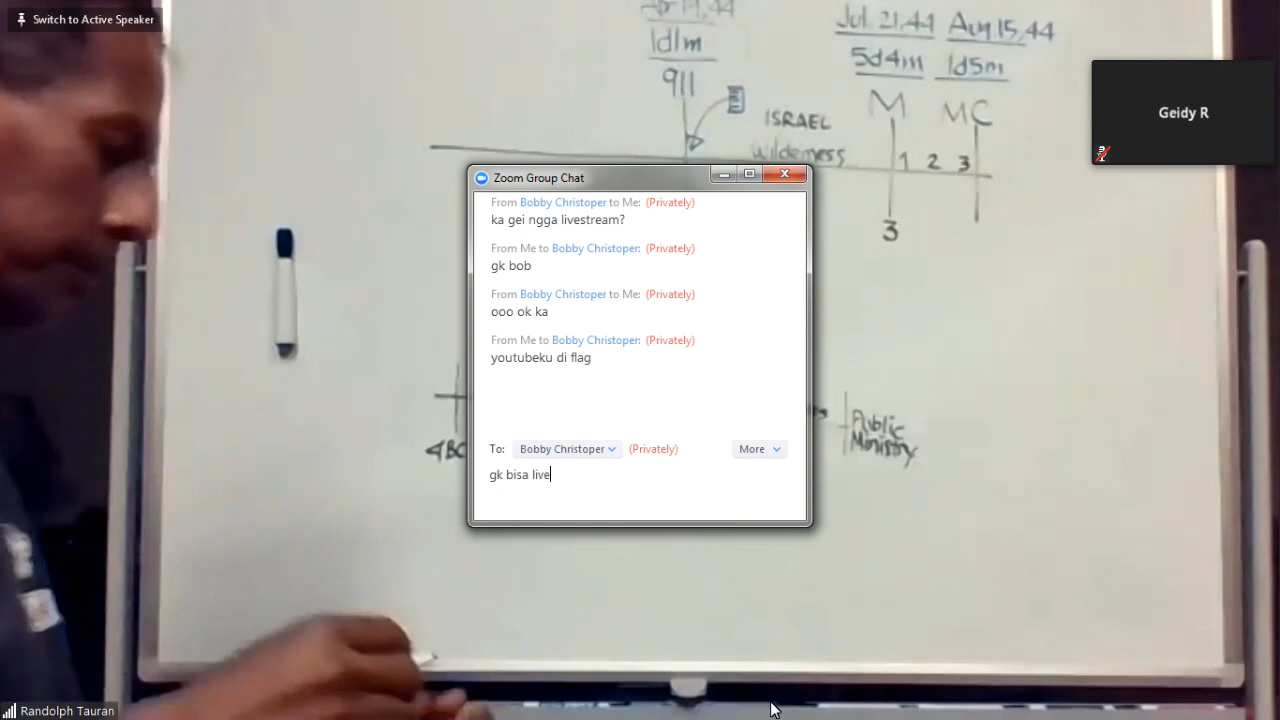 Switch to Active Speaker
Apr 19, 44
1d1m
911
Jul. 21, 44
Aug 15, 44
5d4m
1d5m
M
MC
ISRAEL
wilderness
1 2 3
3
Geidy R
Zoom Group Chat
From Bobby Christoper to Me: (Privately)
ka gei ngga livestream?
From Me to Bobby Christoper: (Privately)
gk bob
From Bobby Christoper to Me: (Privately)
ooo ok ka
From Me to Bobby Christoper: (Privately)
youtubeku di flag
To: Bobby Christoper (Privately) More
gk bisa live
Public
Ministry
Randolph Tauran